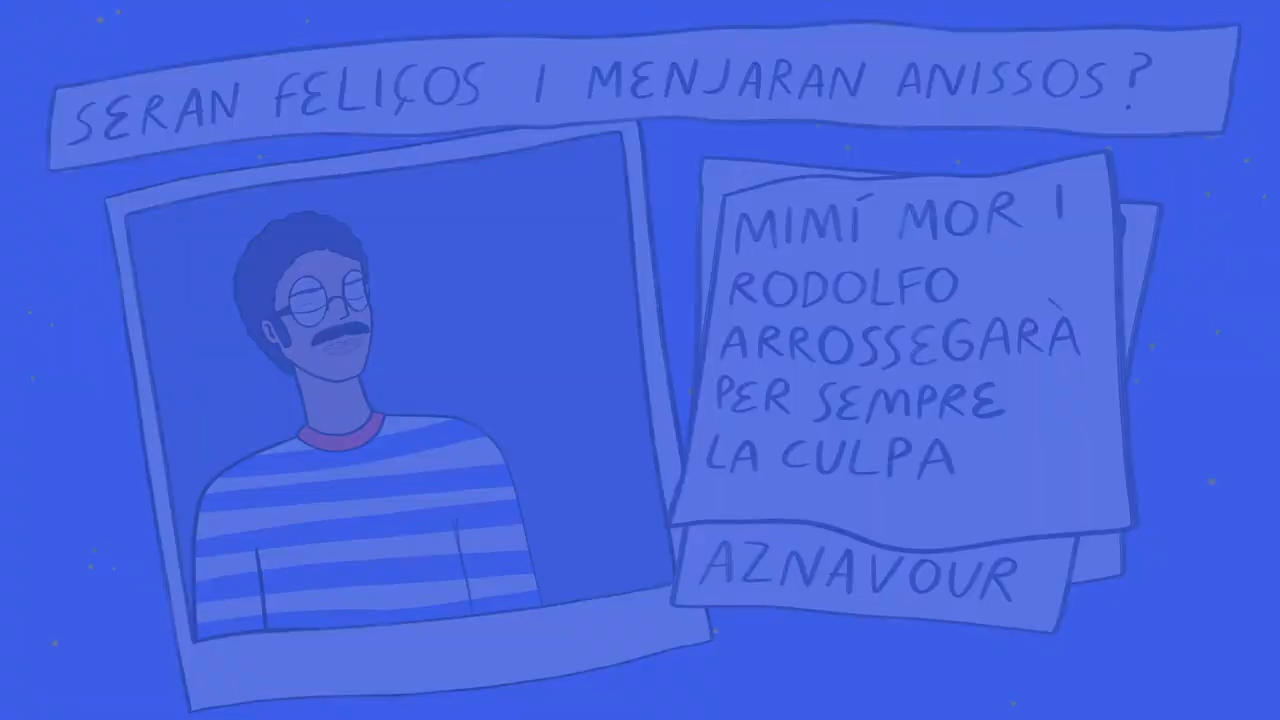 SERAN FELIÇOS I MENJARAN ANISSOS?
MIMÍ MOR I
RODOLFO
ARROSSEGARÀ
PER SEMPRE
LA CULPA
AZNAVOUR